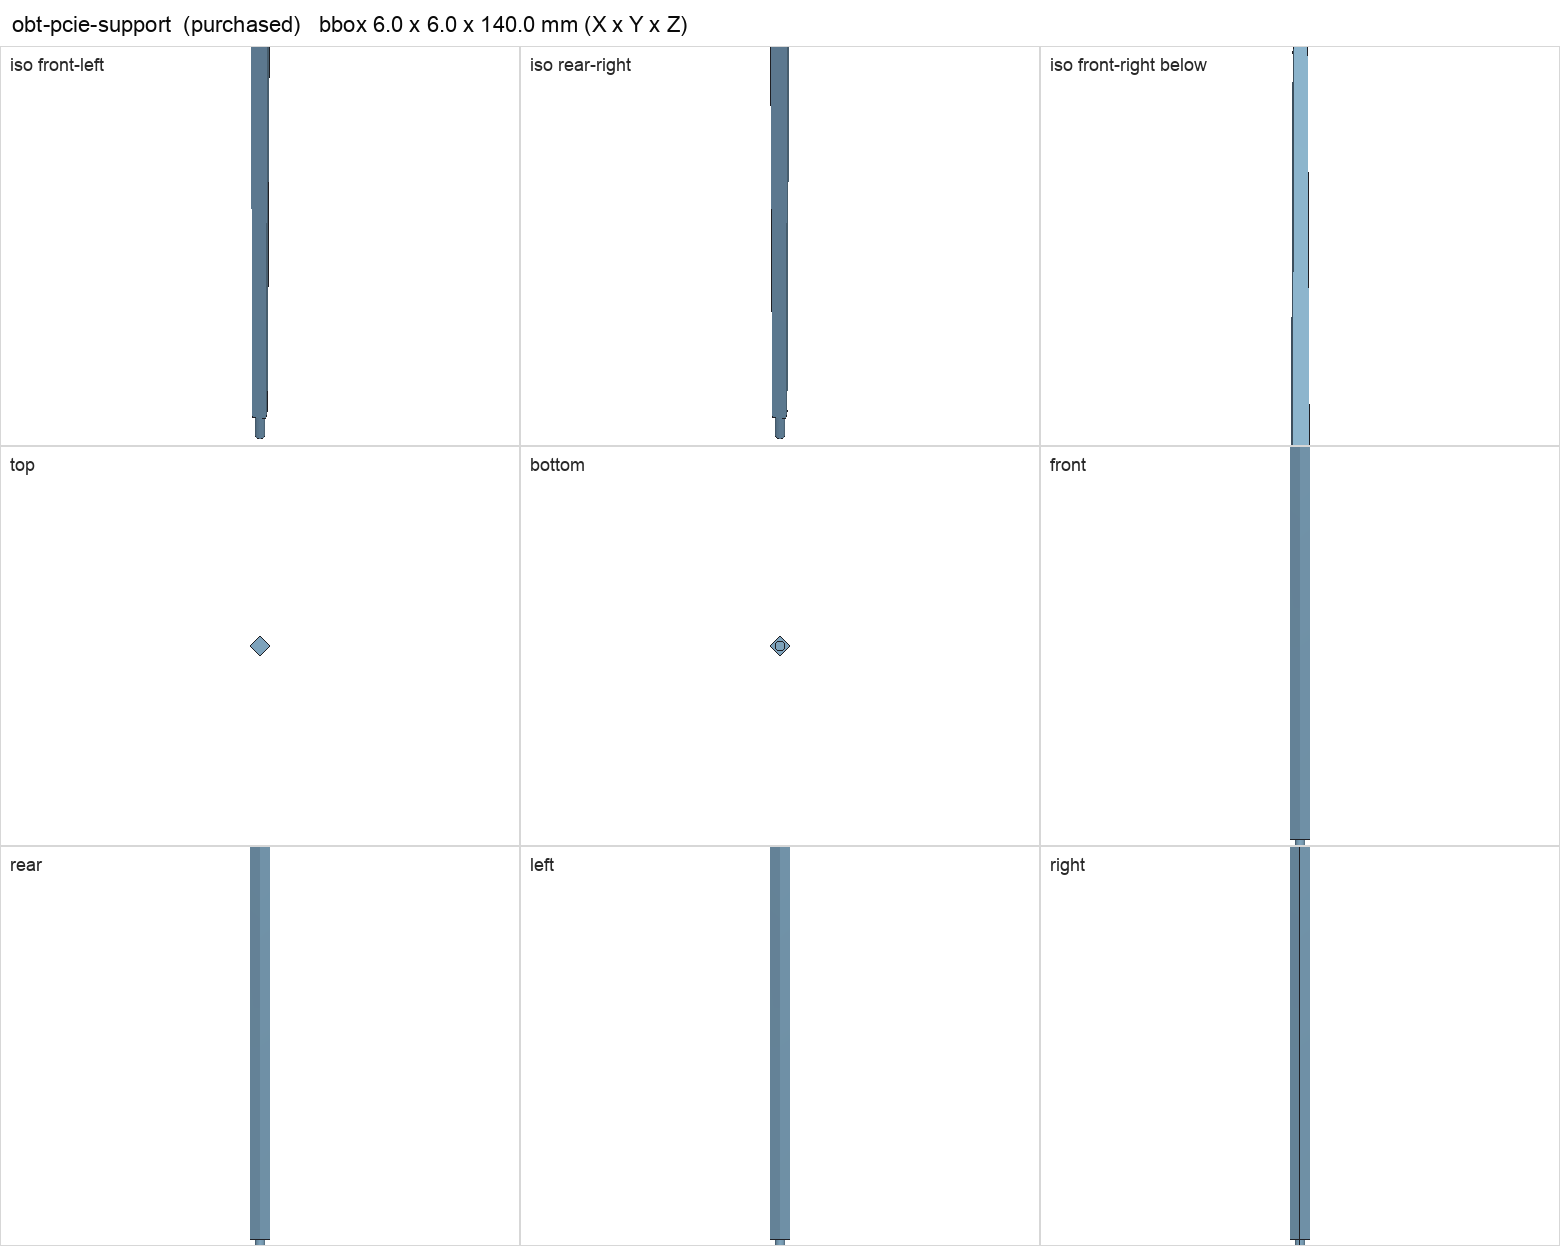 obt-pcie-support (purchased) bbox 6.0 x 6.0 x 140.0 mm (X x Y x Z)
iso front-left
iso rear-right
iso front-right below
top
bottom
front
rear
left
right